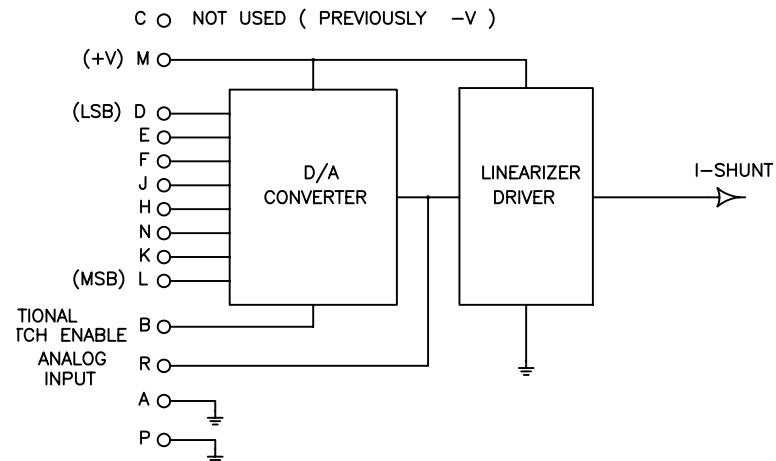 C NOT USED ( PREVIOUSLY -V )
(+V) M
(LSB) D
E
F
J
H
N
K
(MSB) L
D/A
CONVERTER
LINEARIZER
DRIVER
I-SHUNT
TIONAL
TCH ENABLE B
ANALOG
INPUT
R
A
P